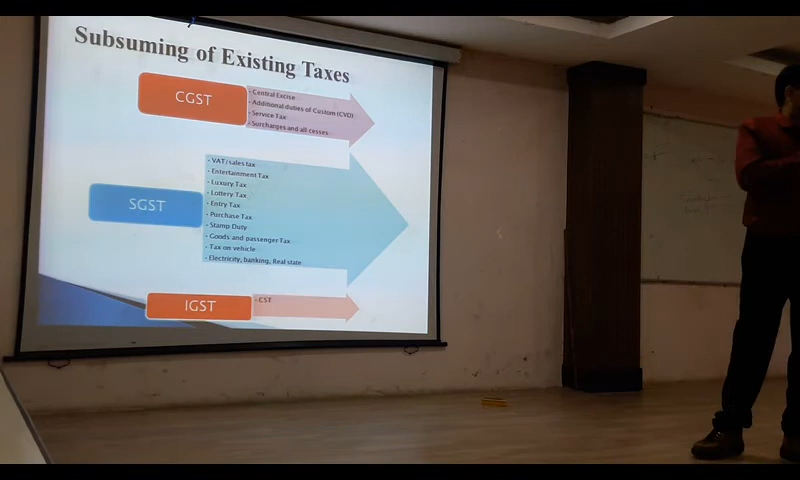 Subsuming of Existing Taxes
CGST
- Central Excise
- Additional duties of Custom (CVD)
- Service Tax
- Surcharges and all cesses
SGST
- VAT/sales tax
- Entertainment Tax
- Luxury Tax
- Lottery Tax
- Entry Tax
- Purchase Tax
- Stamp Duty
- Goods and passenger Tax
- Tax on vehicle
- Electricity, banking, Real state
IGST
- CST